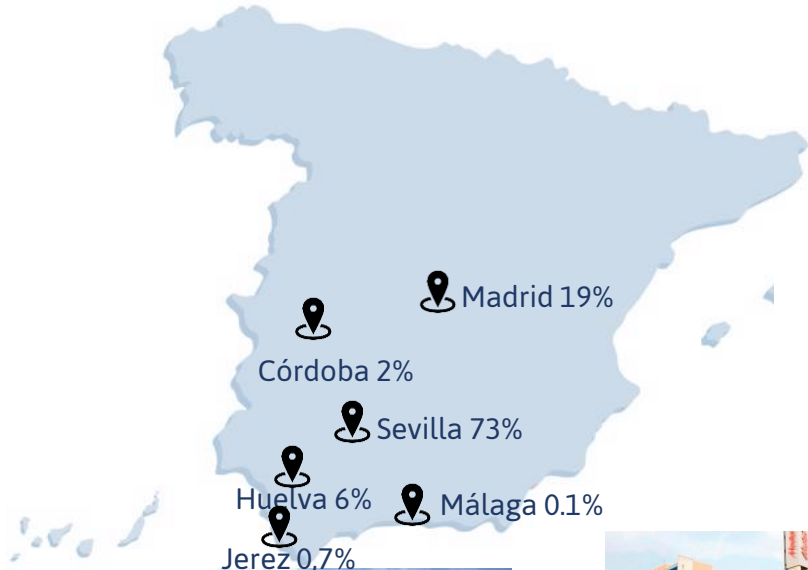 Madrid 19%
Córdoba 2%
Sevilla 73%
Huelva 6%
Málaga 0.1%
Jerez 0,7%